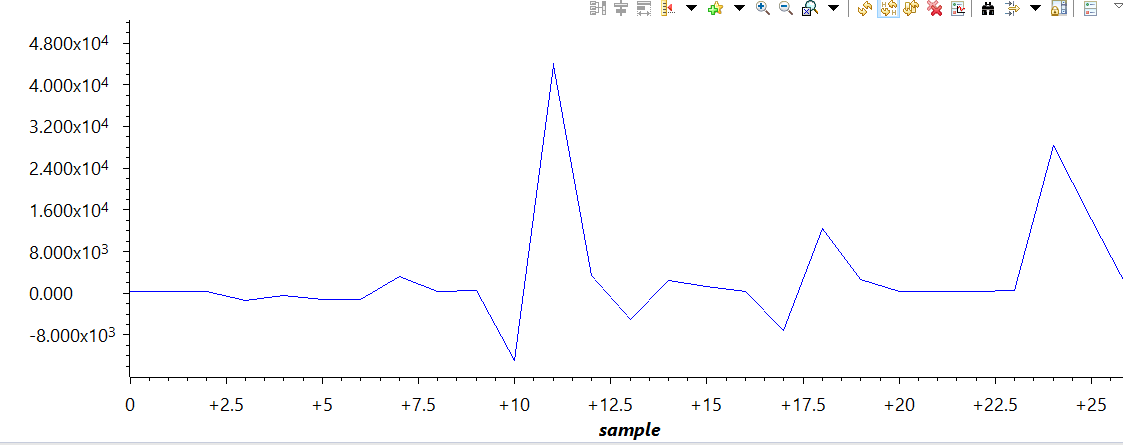 4.800x10⁴
4.000x10⁴
3.200x10⁴
2.400x10⁴
1.600x10⁴
8.000x10³
0.000
-8.000x10³
0 +2.5 +5 +7.5 +10 +12.5 +15 +17.5 +20 +22.5 +25
sample